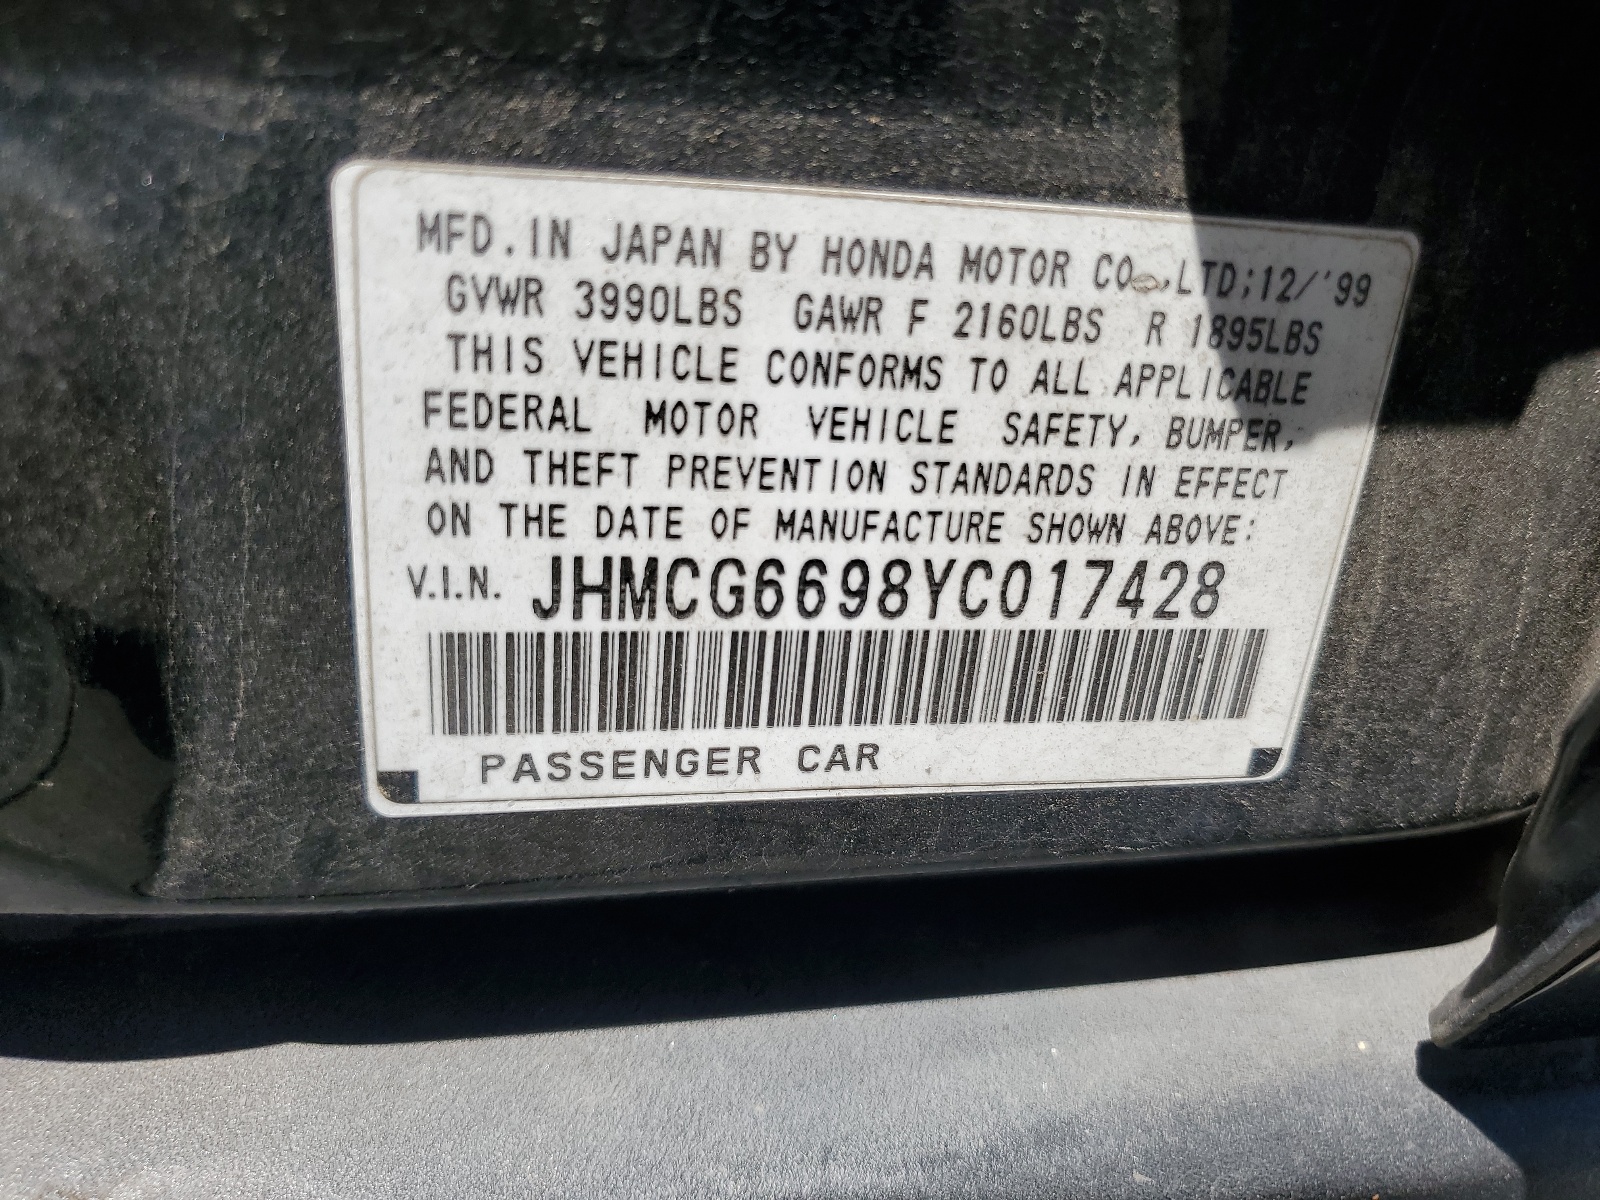 MFD.IN JAPAN BY HONDA MOTOR CO.,LTD;12/'99
GVWR 3990LBS GAWR F 2160LBS R 1895LBS
THIS VEHICLE CONFORMS TO ALL APPLICABLE
FEDERAL MOTOR VEHICLE SAFETY, BUMPER,
AND THEFT PREVENTION STANDARDS IN EFFECT
ON THE DATE OF MANUFACTURE SHOWN ABOVE:
V.I.N. JHMCG6698YC017428
PASSENGER CAR